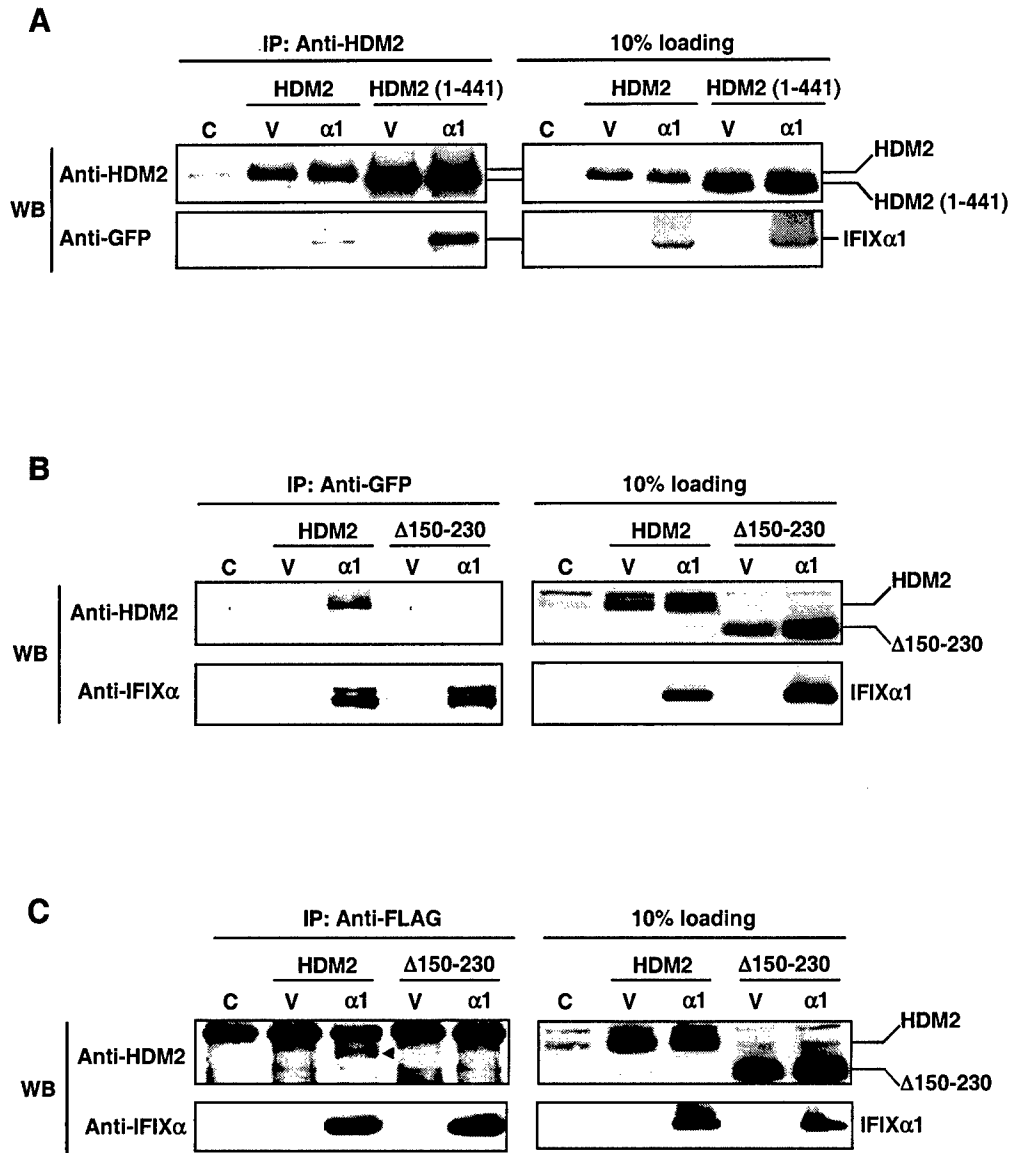 A
IP: Anti-HDM2 10% loading
HDM2 HDM2 (1-441) HDM2 HDM2 (1-441)
C V α1 V α1 C V α1 V α1
WB
Anti-HDM2 HDM2
HDM2 (1-441)
Anti-GFP IFIXα1
B
IP: Anti-GFP 10% loading
HDM2 Δ150-230 HDM2 Δ150-230
C V α1 V α1 C V α1 V α1
WB
Anti-HDM2 HDM2
Δ150-230
Anti-IFIXα IFIXα1
C
IP: Anti-FLAG 10% loading
HDM2 Δ150-230 HDM2 Δ150-230
C V α1 V α1 C V α1 V α1
WB
Anti-HDM2 HDM2
Δ150-230
Anti-IFIXα IFIXα1